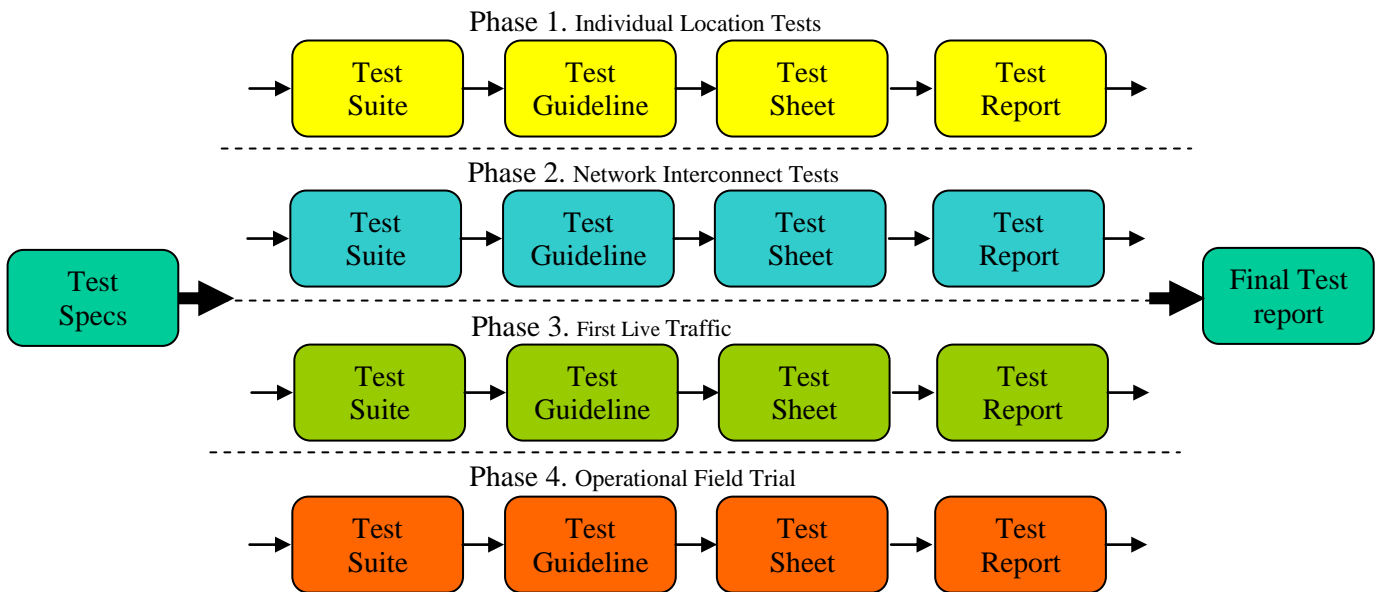 Phase 1. Individual Location Tests
Test
Suite
Test
Guideline
Test
Sheet
Test
Report
Phase 2. Network Interconnect Tests
Test
Suite
Test
Guideline
Test
Sheet
Test
Report
Test
Specs
Final Test
report
Phase 3. First Live Traffic
Test
Suite
Test
Guideline
Test
Sheet
Test
Report
Phase 4. Operational Field Trial
Test
Suite
Test
Guideline
Test
Sheet
Test
Report